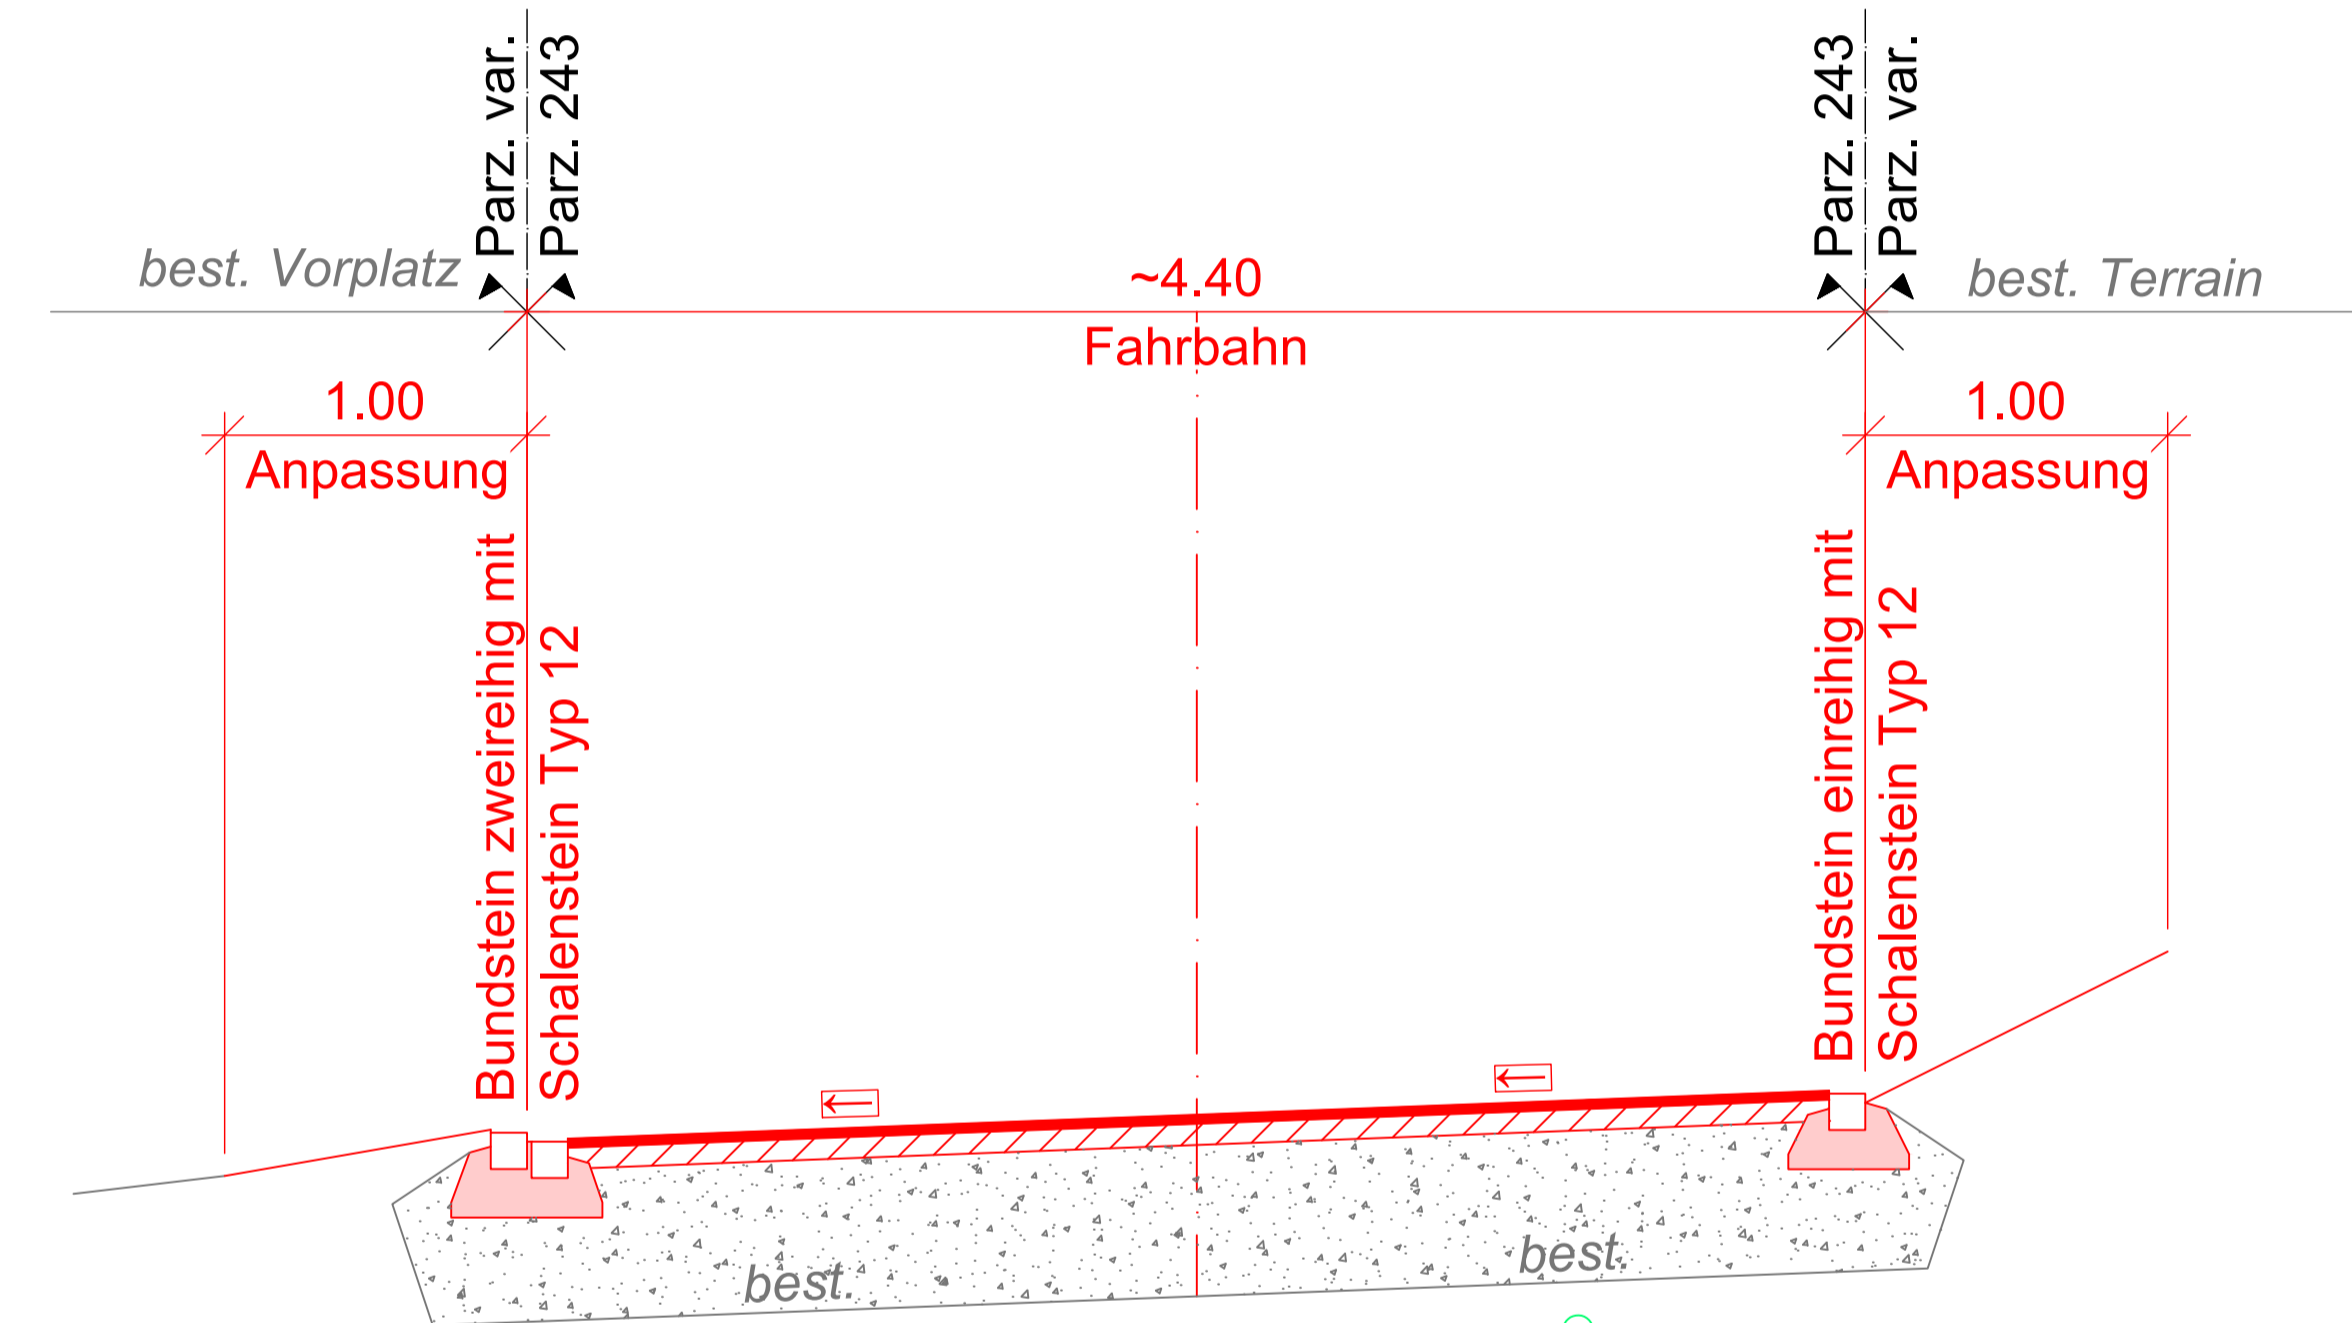 Parz. var.
Parz. 243
Parz. 243
Parz. var.
best. Vorplatz
~4.40
Fahrbahn
best. Terrain
1.00
Anpassung
1.00
Anpassung
Bundstein zweireihig mit
Schalenstein Typ 12
Bundstein einreihig mit
Schalenstein Typ 12
best.
best.